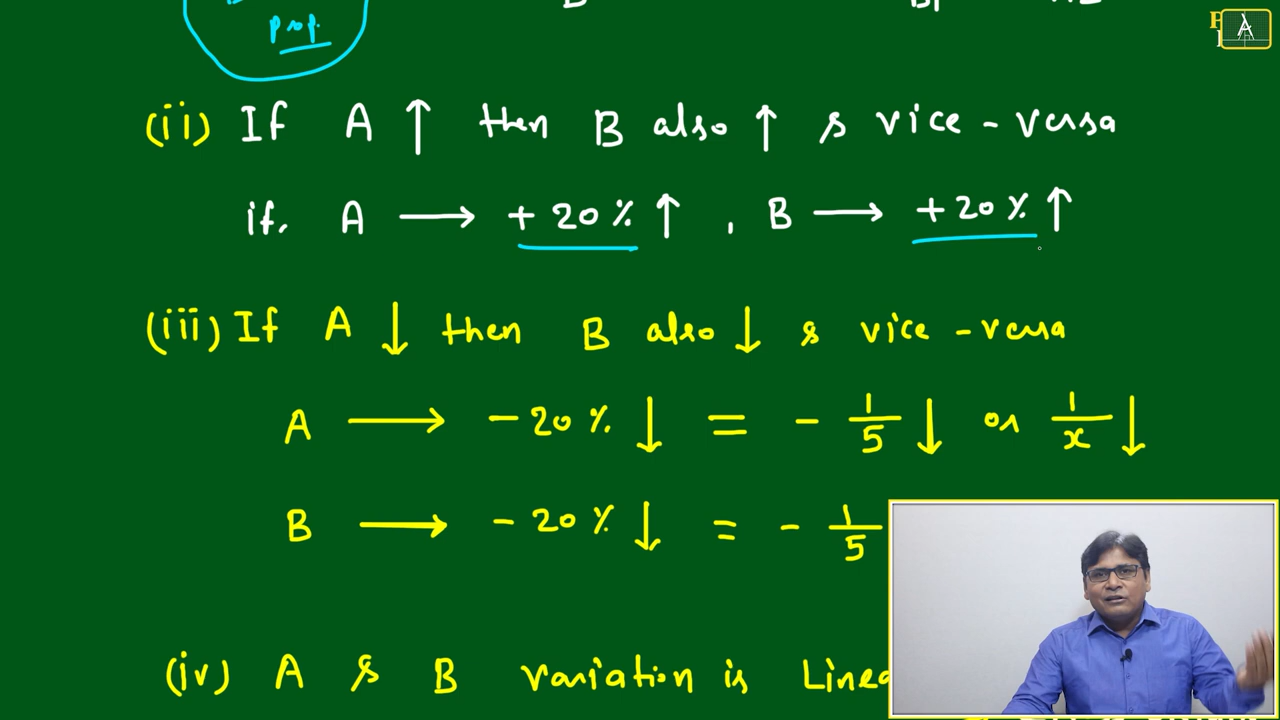 prop.
(ii) If A ↑ then B also ↑ & vice - versa
if. A → + 20 % ↑ , B → + 20 % ↑
(iii) If A ↓ then B also ↓ & vice - versa
A → - 20 % ↓ = - 1/5 ↓ or 1/x ↓
B → - 20 % ↓ = - 1/5
(iv) A & B variation is Linea